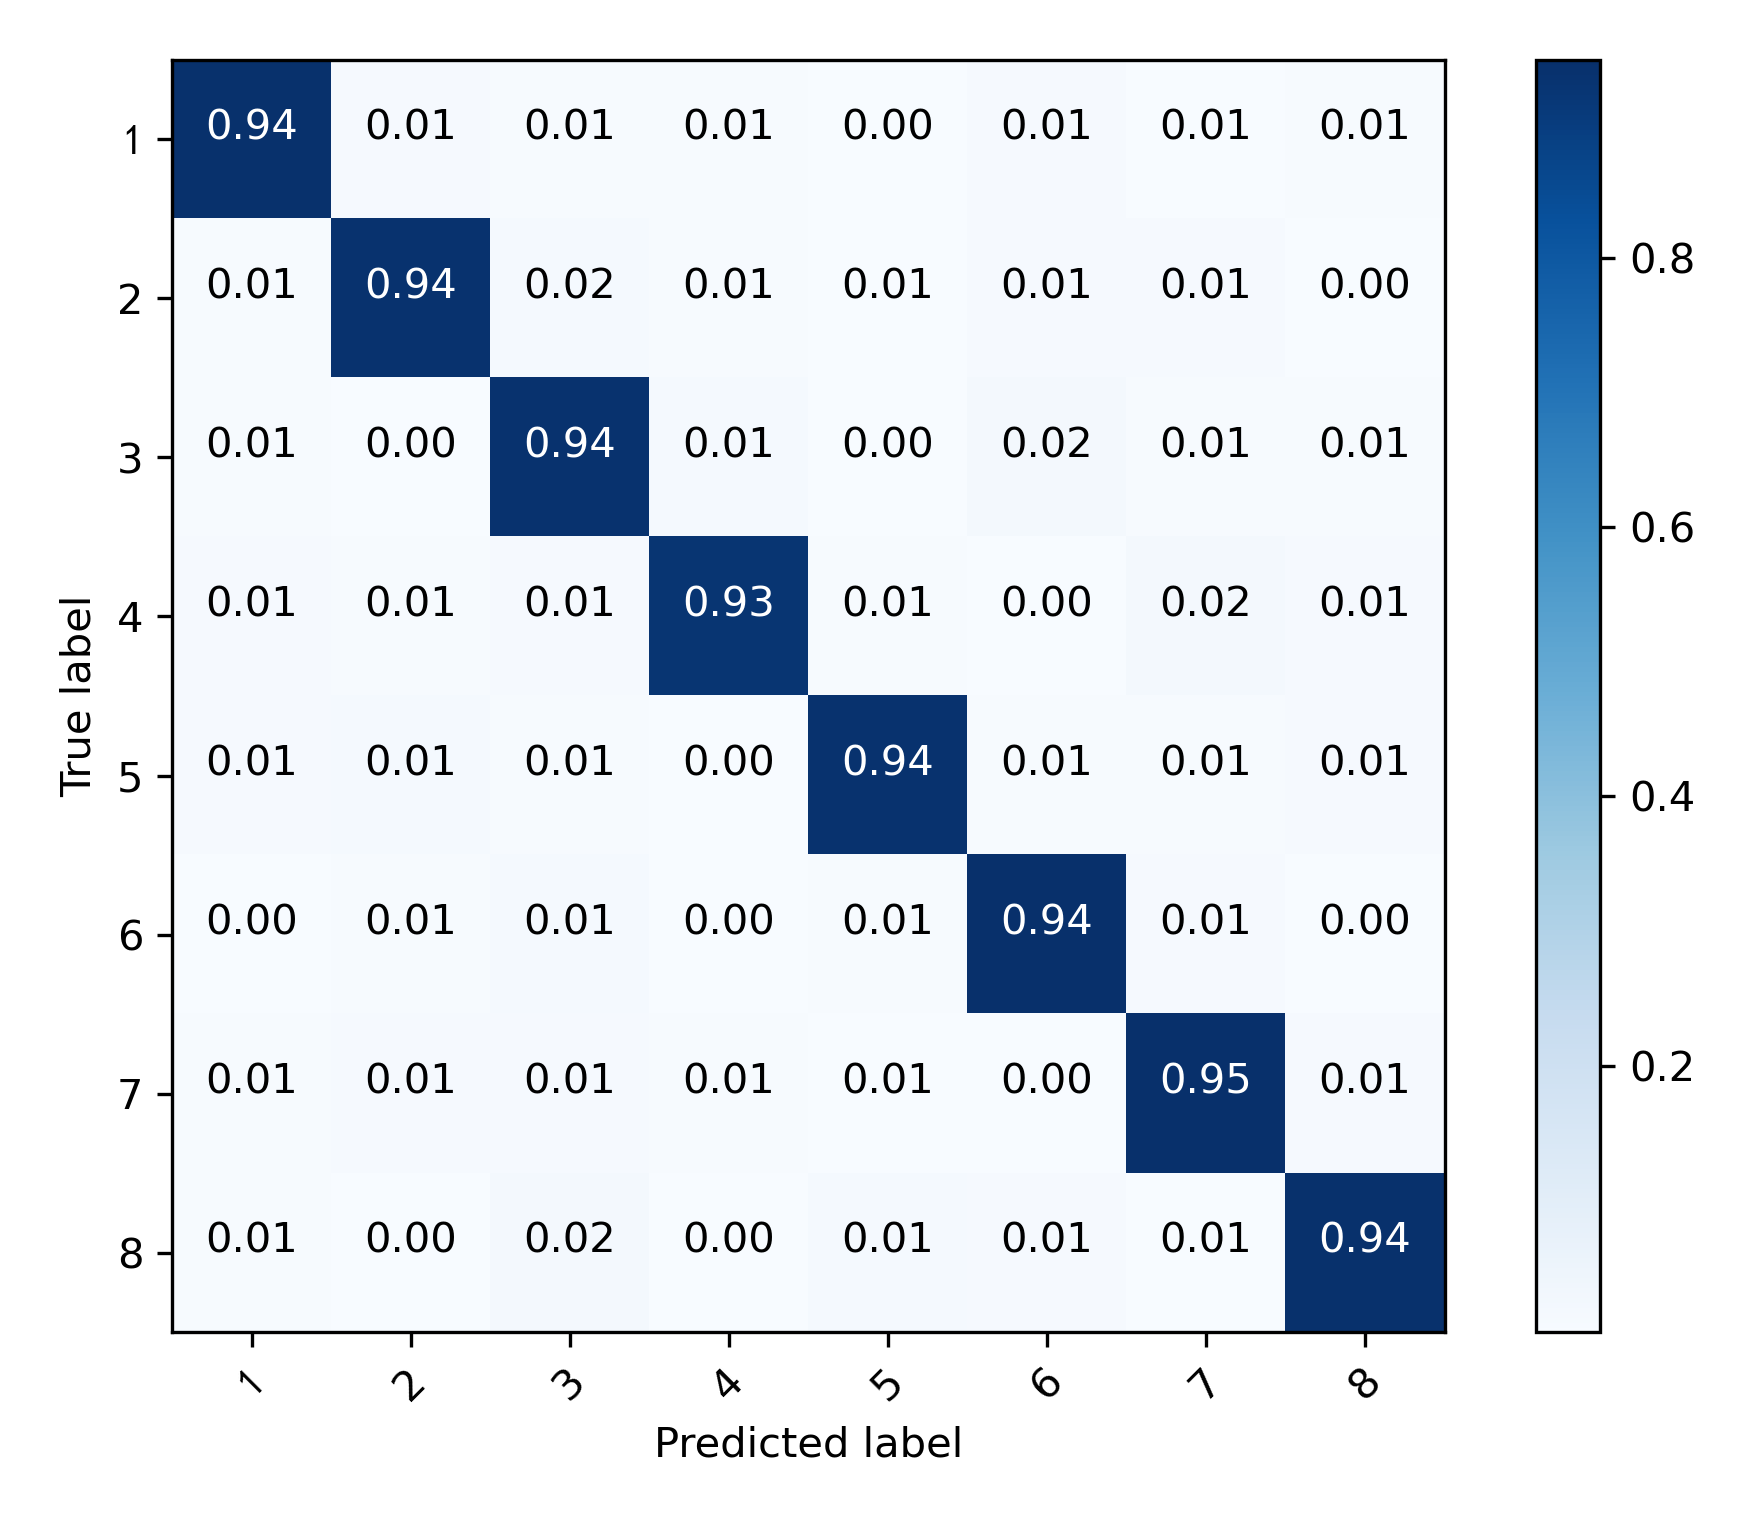 1 0.94 0.01 0.01 0.01 0.00 0.01 0.01 0.01
2 0.01 0.94 0.02 0.01 0.01 0.01 0.01 0.00
3 0.01 0.00 0.94 0.01 0.00 0.02 0.01 0.01
4 0.01 0.01 0.01 0.93 0.01 0.00 0.02 0.01
5 0.01 0.01 0.01 0.00 0.94 0.01 0.01 0.01
6 0.00 0.01 0.01 0.00 0.01 0.94 0.01 0.00
7 0.01 0.01 0.01 0.01 0.01 0.00 0.95 0.01
8 0.01 0.00 0.02 0.00 0.01 0.01 0.01 0.94
1 2 3 4 5 6 7 8
True label
Predicted label
0.8
0.6
0.4
0.2